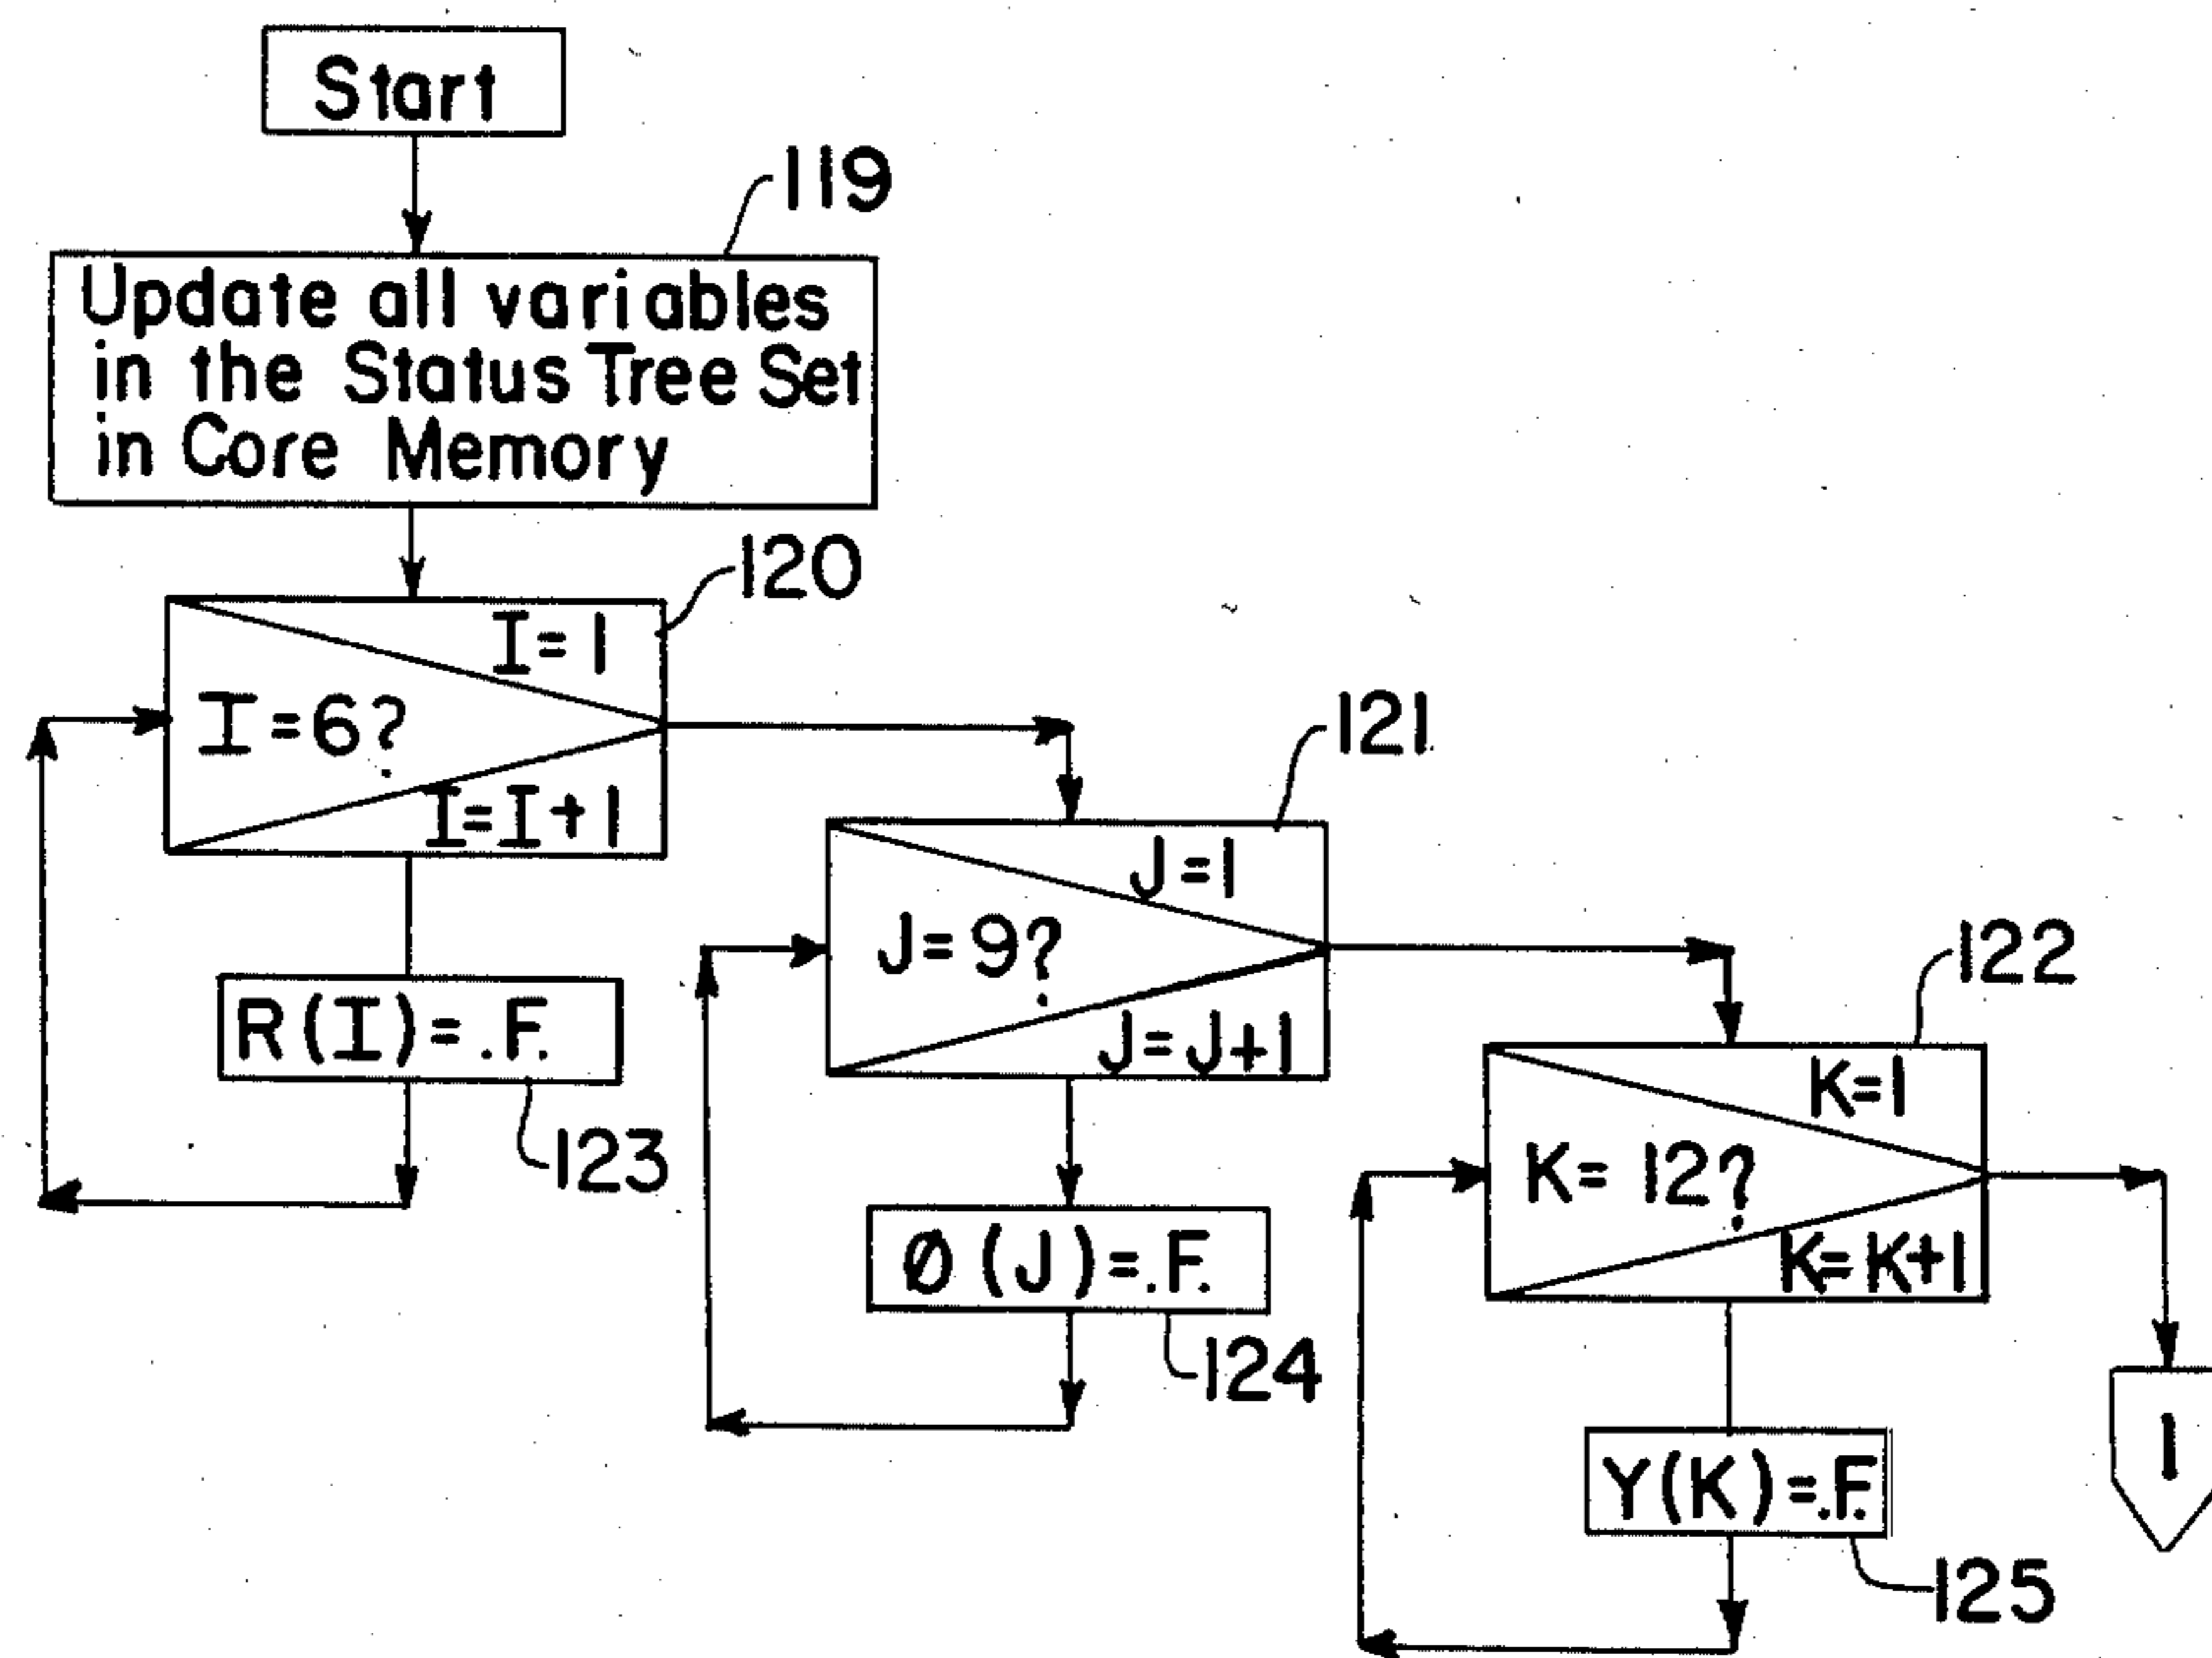 Start
119
Update all variables
in the Status Tree Set
in Core Memory
120
I=1
I=6?
I=I+1
R(I)=.F.
123
121
J=1
J=9?
J=J+1
Ø(J)=.F.
124
122
K=1
K=12?
K=K+1
Y(K)=.F.
125
1